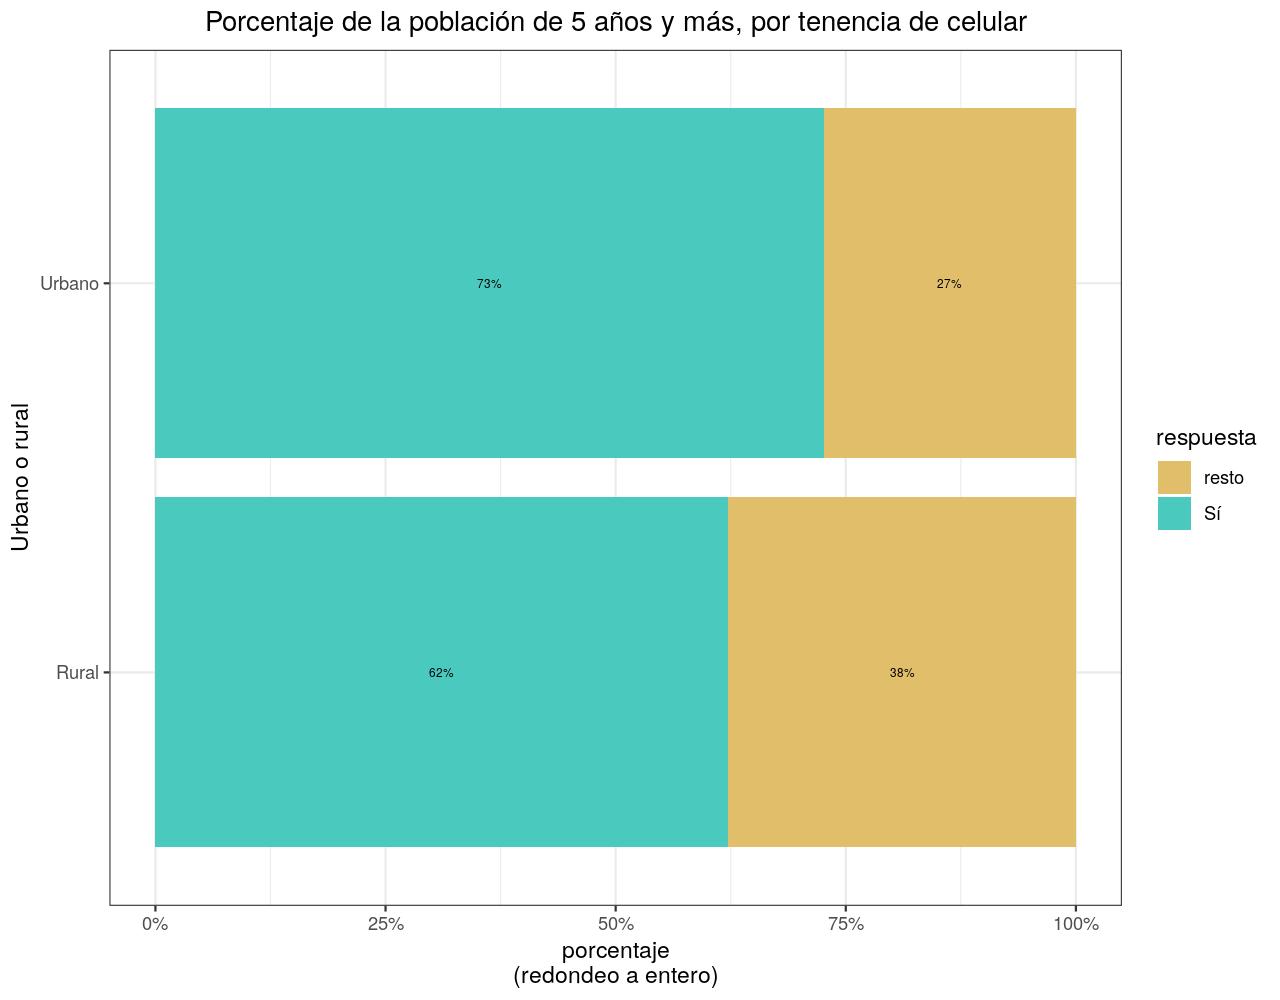 Porcentaje de la población de 5 años y más, por tenencia de celular
Urbano o rural
Urbano
73%
27%
Rural
62%
38%
0%
25%
50%
75%
100%
porcentaje
(redondeo a entero)
respuesta
resto
Sí